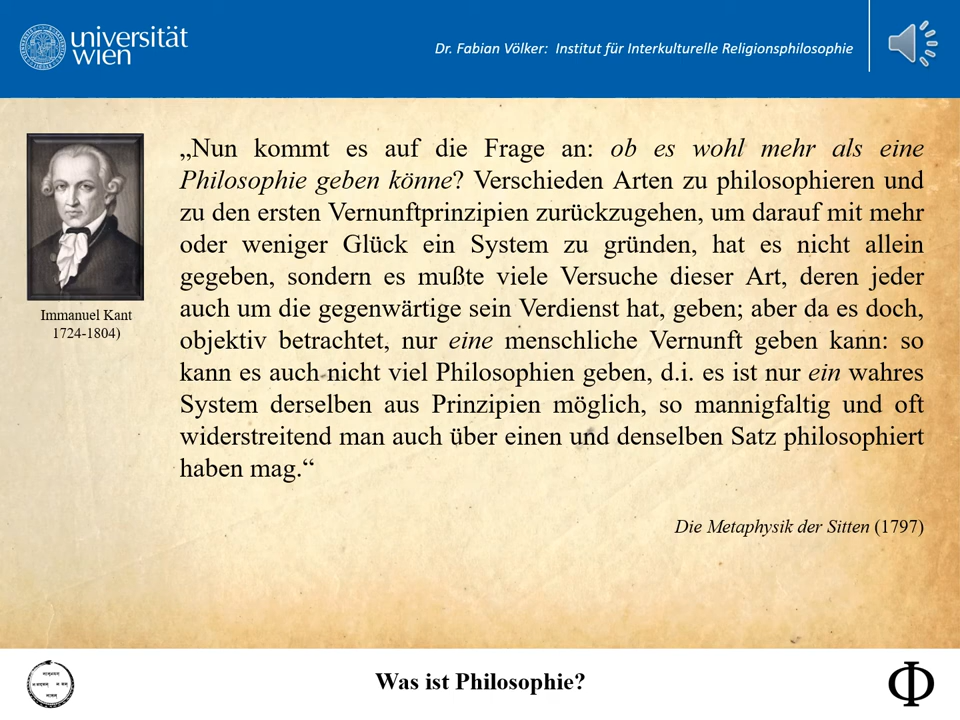 universität
wien
Dr. Fabian Völker: Institut für Interkulturelle Religionsphilosophie
„Nun kommt es auf die Frage an: ob es wohl mehr als eine
Philosophie geben könne? Verschieden Arten zu philosophieren und
zu den ersten Vernunftprinzipien zurückzugehen, um darauf mit mehr
oder weniger Glück ein System zu gründen, hat es nicht allein
gegeben, sondern es mußte viele Versuche dieser Art, deren jeder
auch um die gegenwärtige sein Verdienst hat, geben; aber da es doch,
objektiv betrachtet, nur eine menschliche Vernunft geben kann: so
kann es auch nicht viel Philosophien geben, d.i. es ist nur ein wahres
System derselben aus Prinzipien möglich, so mannigfaltig und oft
widerstreitend man auch über einen und denselben Satz philosophiert
haben mag.“
Immanuel Kant
1724-1804)
Die Metaphysik der Sitten (1797)
Was ist Philosophie?
Φ